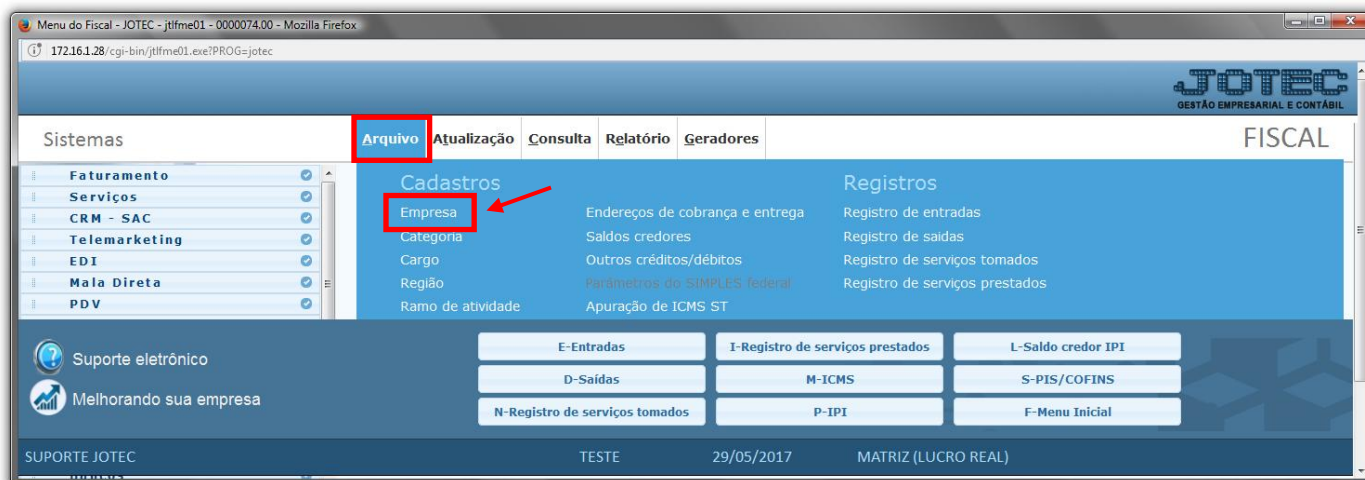 Menu do Fiscal - JOTEC - jtlfme01 - 0000074.00 - Mozilla Firefox
172.16.1.28/cgi-bin/jtlfme01.exe?PROG=jotec
JOTEC
GESTÃO EMPRESARIAL E CONTÁBIL
Sistemas
Arquivo Atualização Consulta Relatório Geradores
FISCAL
Faturamento
Serviços
CRM - SAC
Telemarketing
EDI
Mala Direta
PDV
Cadastros
Empresa
Categoria
Cargo
Região
Ramo de atividade
Endereços de cobrança e entrega
Saldos credores
Outros créditos/débitos
Parâmetros do SIMPLES federal
Apuração de ICMS ST
Registros
Registro de entradas
Registro de saidas
Registro de serviços tomados
Registro de serviços prestados
Suporte eletrônico
Melhorando sua empresa
E-Entradas I-Registro de serviços prestados L-Saldo credor IPI
D-Saídas M-ICMS S-PIS/COFINS
N-Registro de serviços tomados P-IPI F-Menu Inicial
SUPORTE JOTEC TESTE 29/05/2017 MATRIZ (LUCRO REAL)